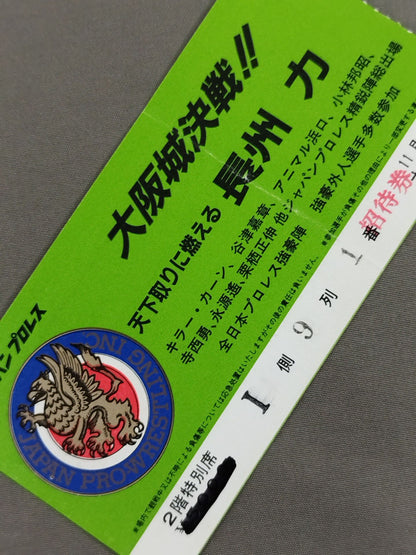 大阪城決戦!!
天下取りに燃える 長州 力
キラー・カーン、谷津嘉章、アニマル浜口、小林邦昭、
寺西勇、永源遥、栗栖正伸 他ジャパンプロレス精鋭陣総出場
全日本プロレス強豪陣 強豪外人選手多数参加
パンプロレス
JAPAN PROWRESTLING INC
2階特別席
I 側 9 列 1 番
招待券
11月